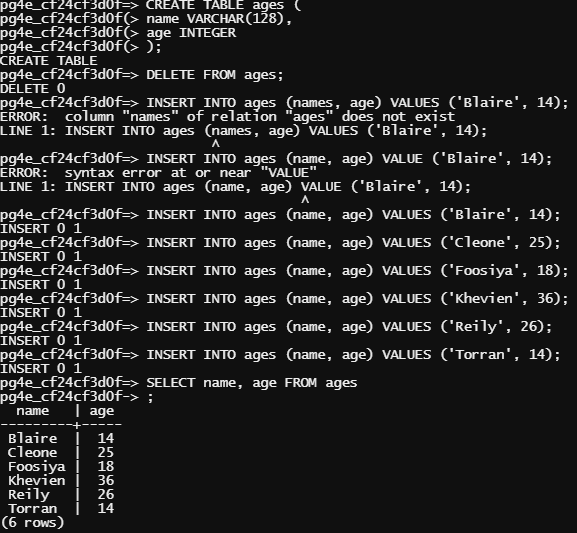 pg4e_cf24cf3d0f=> CREATE TABLE ages (
pg4e_cf24cf3d0f(> name VARCHAR(128),
pg4e_cf24cf3d0f(> age INTEGER
pg4e_cf24cf3d0f(> );
CREATE TABLE
pg4e_cf24cf3d0f=> DELETE FROM ages;
DELETE 0
pg4e_cf24cf3d0f=> INSERT INTO ages (names, age) VALUES ('Blaire', 14);
ERROR:  column "names" of relation "ages" does not exist
LINE 1: INSERT INTO ages (names, age) VALUES ('Blaire', 14);
                          ^
pg4e_cf24cf3d0f=> INSERT INTO ages (name, age) VALUE ('Blaire', 14);
ERROR:  syntax error at or near "VALUE"
LINE 1: INSERT INTO ages (name, age) VALUE ('Blaire', 14);
                                     ^
pg4e_cf24cf3d0f=> INSERT INTO ages (name, age) VALUES ('Blaire', 14);
INSERT 0 1
pg4e_cf24cf3d0f=> INSERT INTO ages (name, age) VALUES ('Cleone', 25);
INSERT 0 1
pg4e_cf24cf3d0f=> INSERT INTO ages (name, age) VALUES ('Foosiya', 18);
INSERT 0 1
pg4e_cf24cf3d0f=> INSERT INTO ages (name, age) VALUES ('Khevien', 36);
INSERT 0 1
pg4e_cf24cf3d0f=> INSERT INTO ages (name, age) VALUES ('Reily', 26);
INSERT 0 1
pg4e_cf24cf3d0f=> INSERT INTO ages (name, age) VALUES ('Torran', 14);
INSERT 0 1
pg4e_cf24cf3d0f=> SELECT name, age FROM ages
pg4e_cf24cf3d0f-> ;
  name   | age
---------+-----
 Blaire  |  14
 Cleone  |  25
 Foosiya |  18
 Khevien |  36
 Reily   |  26
 Torran  |  14
(6 rows)